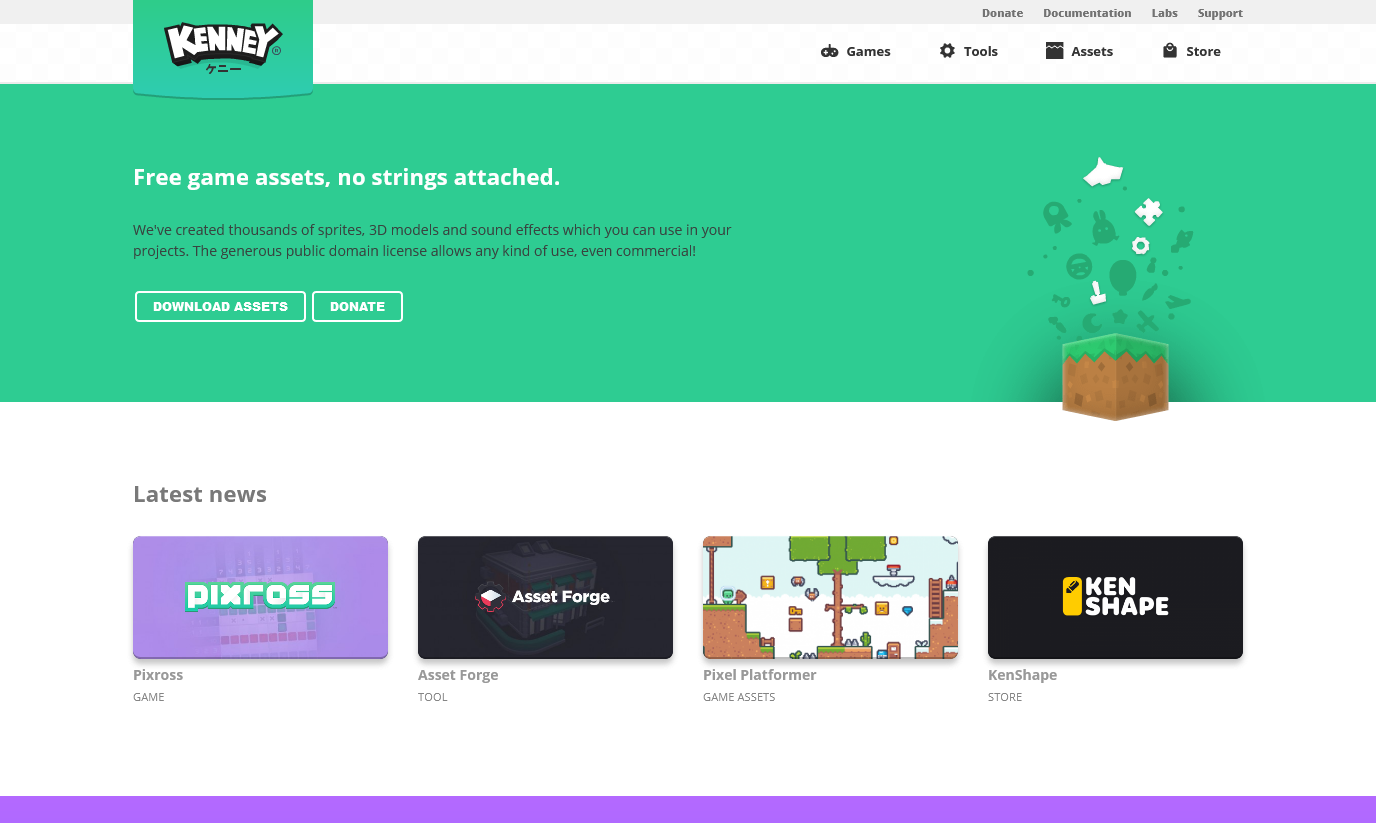 Donate Documentation Labs Support
KENNEY®
ケニー
Games Tools Assets Store
Free game assets, no strings attached.
We've created thousands of sprites, 3D models and sound effects which you can use in your
projects. The generous public domain license allows any kind of use, even commercial!
DOWNLOAD ASSETS DONATE
Latest news
pixross
Asset Forge
KEN
SHAPE
Pixross Asset Forge Pixel Platformer KenShape
GAME TOOL GAME ASSETS STORE